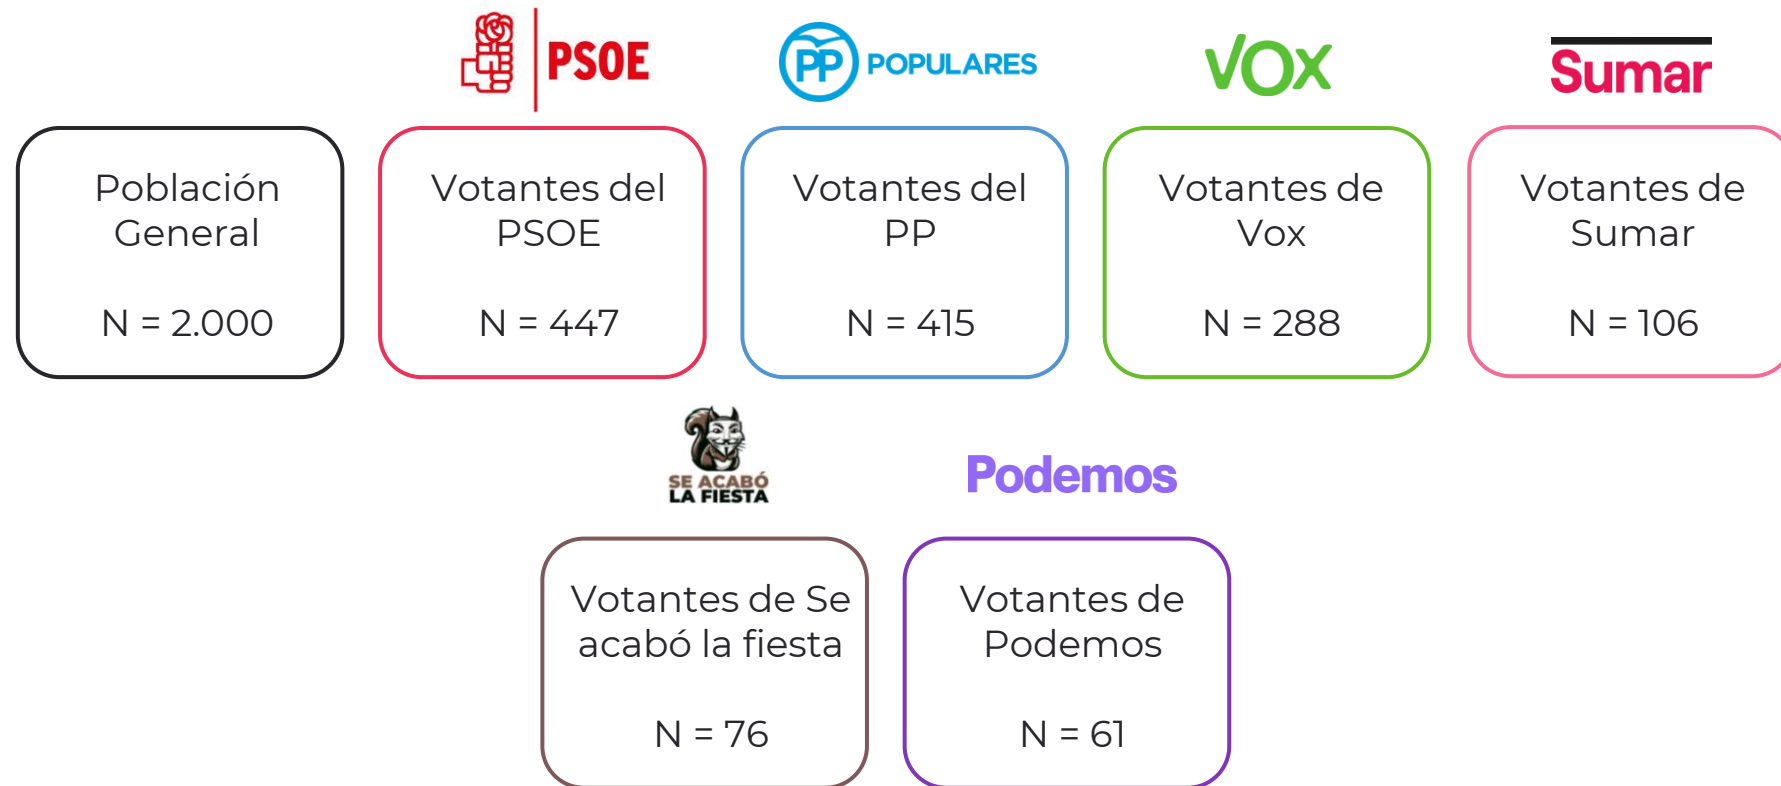 PSOE
PP POPULARES
VOX
Sumar
Población
General
N = 2.000
Votantes del
PSOE
N = 447
Votantes del
PP
N = 415
Votantes de
Vox
N = 288
Votantes de
Sumar
N = 106
SE ACABÓ
LA FIESTA
Podemos
Votantes de Se
acabó la fiesta
N = 76
Votantes de
Podemos
N = 61